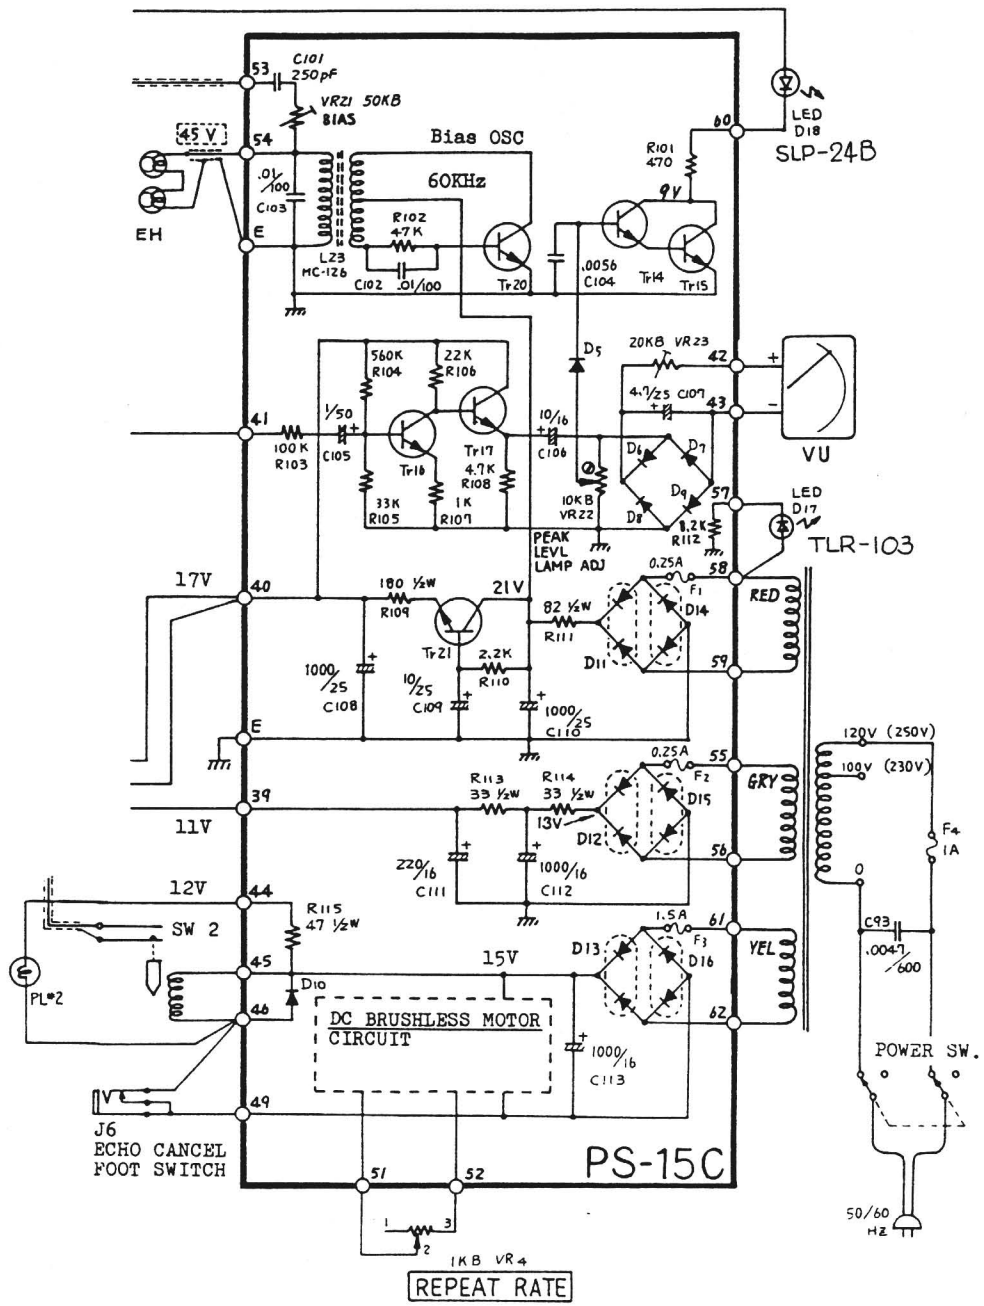 53
C101
250pF
VR21 50KB
BIAS
60
LED
D18
SLP-24B
45 V
54
Bias OSC
R101
470
60KHz
9V
.01/100
C103
R102
47K
EH
E
L23
MC-126
C102
.01/100
Tr20
.0056
C104
Tr14
Tr15
560K
R104
22K
R106
D5
20KB VR23
42
+
4.7/25 C107
43
-
VU
41
1/50
+
100K
R103
C105
Tr16
Tr17
4.7K
R108
10/16
+
C106
D6
D7
D8
D9
33K
R105
1K
R107
10KB
VR22
57
LED
D17
8.2K
R112
TLR-103
PEAK
LEVL
LAMP ADJ
0.25A
F1
58
17V
40
180 ½W
R109
21V
82 ½W
R111
D14
RED
Tr21
2.2K
R110
D11
59
1000/25
+
C108
10/25
+
C109
+
1000/25
C110
E
120V (250V)
100V (230V)
0.25A
F2
55
39
11V
R113
33 ½W
R114
33 ½W
13V
D15
GRY
D12
56
F4
1A
220/16
+
C111
+
1000/16
C112
0
12V
44
SW 2
R115
47 ½W
1.5A
F3
61
C93
.0047/600
D13
D16
YEL
15V
45
PL#2
D10
46
62
DC BRUSHLESS MOTOR
CIRCUIT
+
1000/16
C113
POWER SW.
49
J6
ECHO CANCEL
FOOT SWITCH
PS-15C
51
52
1
3
2
50/60
HZ
1KB VR4
REPEAT RATE